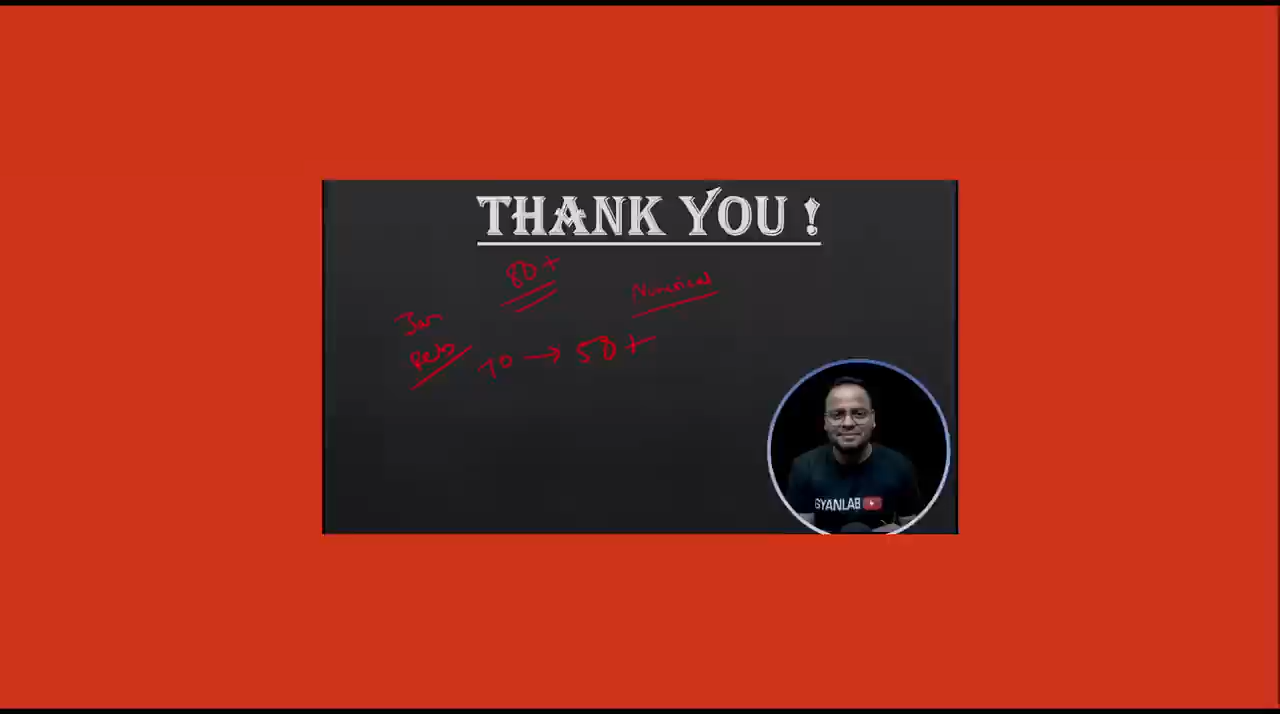 THANK YOU !
80+
Numerical
Jan
70 → 50+
GYANLAB